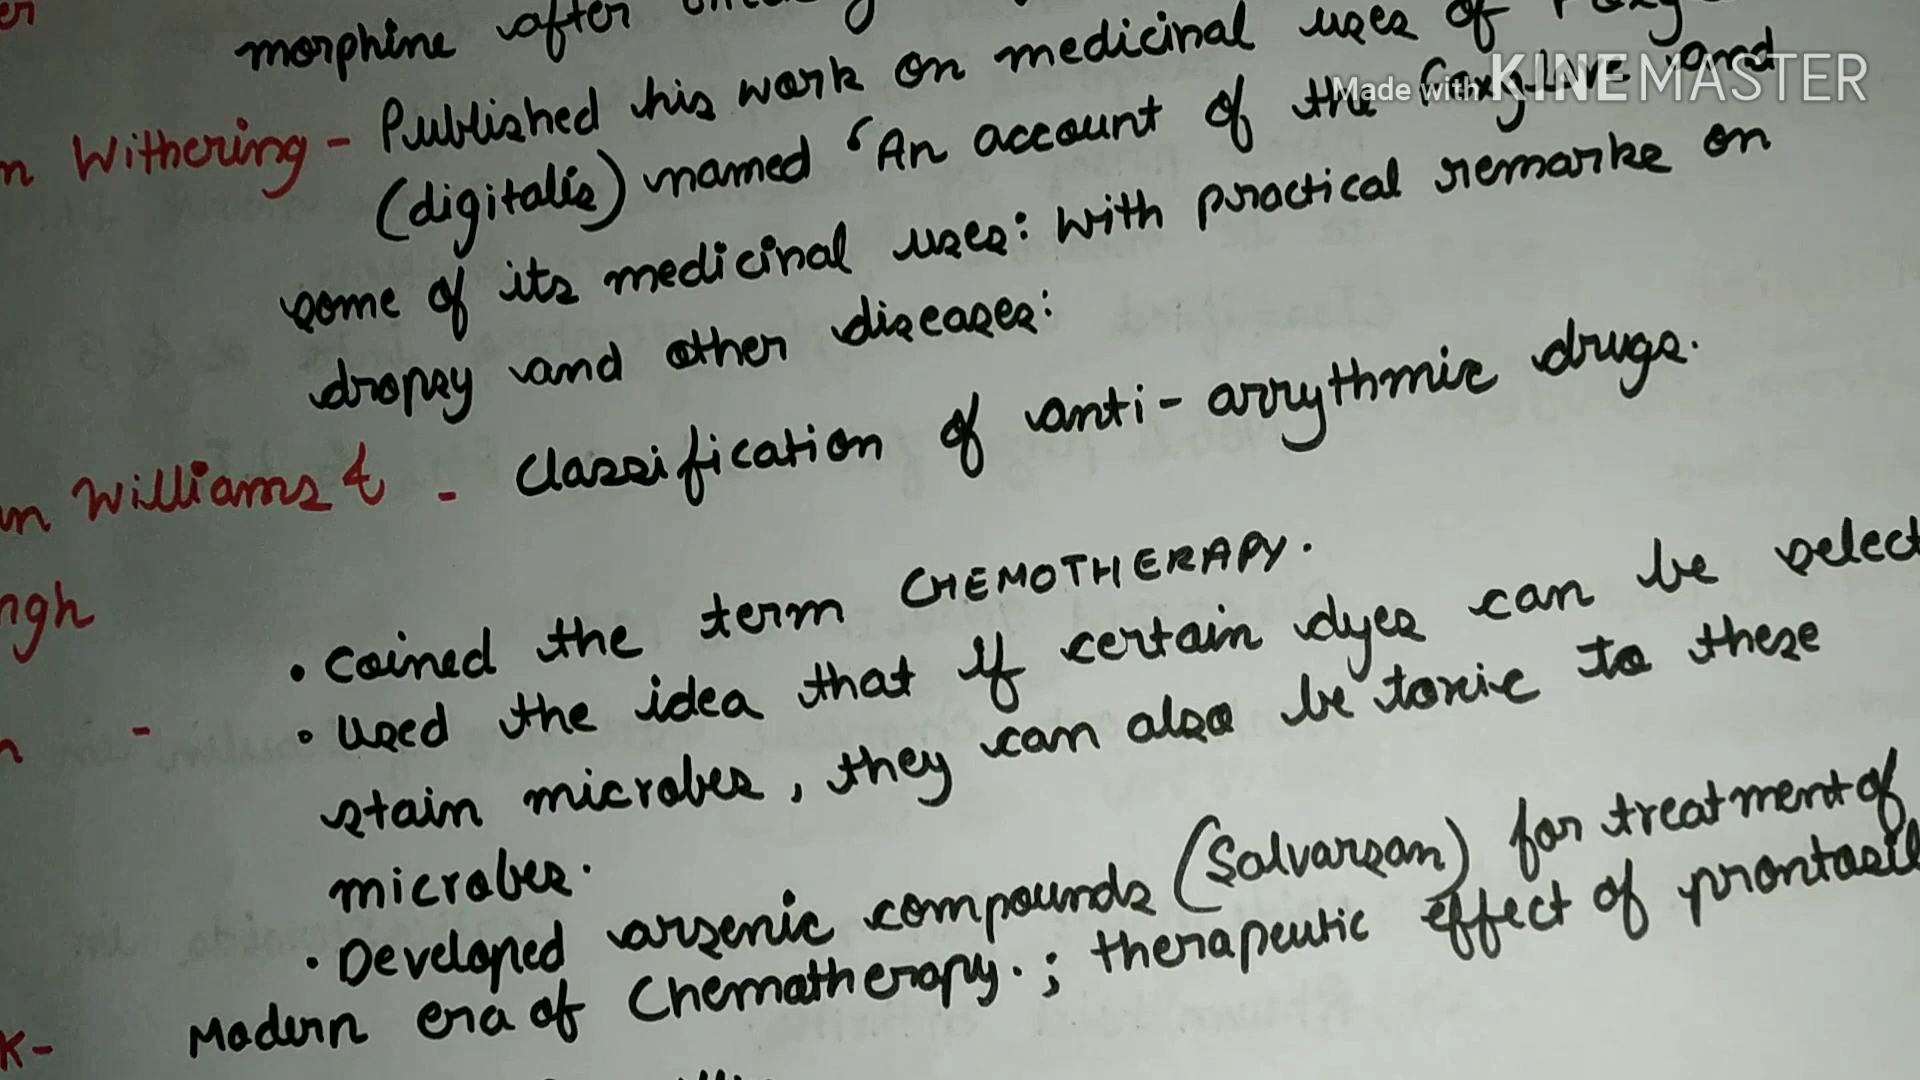 morphine after
n Withering - Published his work on medicinal uses of
(digitalis) named 'An account of the Foxglove and
some of its medicinal uses: With practical remarks on
dropsy and other diseases:
m Williams & - Classification of anti-arrythmic drugs.
ngh
• Coined the term CHEMOTHERAPY.
n - • Used the idea that if certain dyes can be select
stain microbes, they can also be toxic to these
microbes.
• Developed arsenic compounds (Salvarsan) for treatment of
K- Modern era of Chemotherapy. ; therapeutic effect of prontosil
Made with KINEMASTER